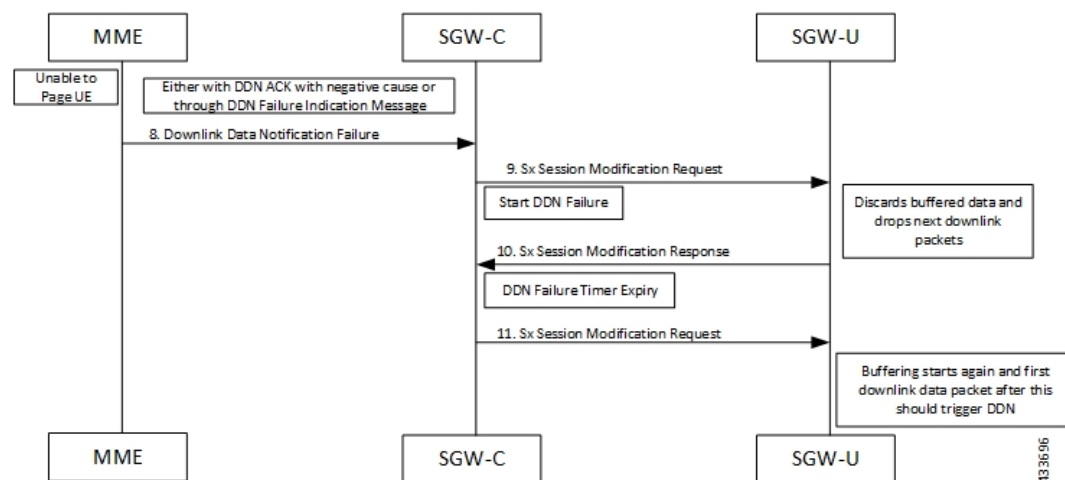 MME
SGW-C
SGW-U
Unable to
Page UE
Either with DDN ACK with negative cause or
through DDN Failure Indication Message
8. Downlink Data Notification Failure
9. Sx Session Modification Request
Start DDN Failure
Discards buffered data and
drops next downlink
packets
10. Sx Session Modification Response
DDN Failure Timer Expiry
11. Sx Session Modification Request
Buffering starts again and first
downlink data packet after this
should trigger DDN
MME
SGW-C
SGW-U
433696